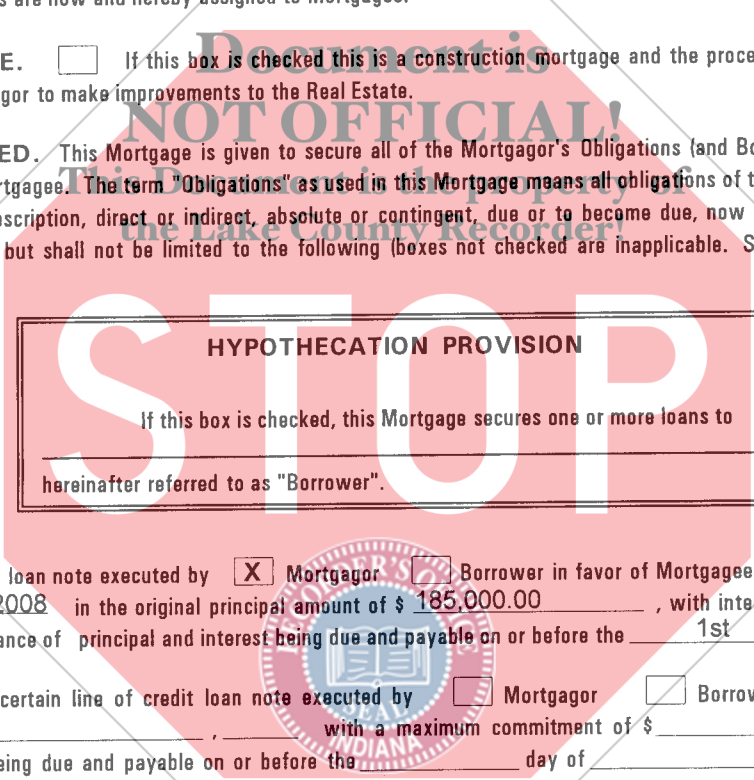 s are now and hereby assigned to Mortgagee.
Document is
E. If this box is checked this is a construction mortgage and the proce
gor to make improvements to the Real Estate.
NOT OFFICIAL!
ED. This Mortgage is given to secure all of the Mortgagor's Obligations (and Bo
rtgagee. The term "Obligations" as used in this Mortgage means all obligations of t
This Document is the property of
scription, direct or indirect, absolute or contingent, due or to become due, now
the Lake County Recorder!
but shall not be limited to the following (boxes not checked are inapplicable. S
STOP
HYPOTHECATION PROVISION
If this box is checked, this Mortgage secures one or more loans to
hereinafter referred to as "Borrower".
loan note executed by X Mortgagor Borrower in favor of Mortgagee
2008 in the original principal amount of $ 185,000.00 , with inte
ance of principal and interest being due and payable on or before the 1st
RECORDER'S OFFICE
certain line of credit loan note executed by Mortgagor Borrow
SEAL
, with a maximum commitment of $
INDIANA
eing due and payable on or before the day of